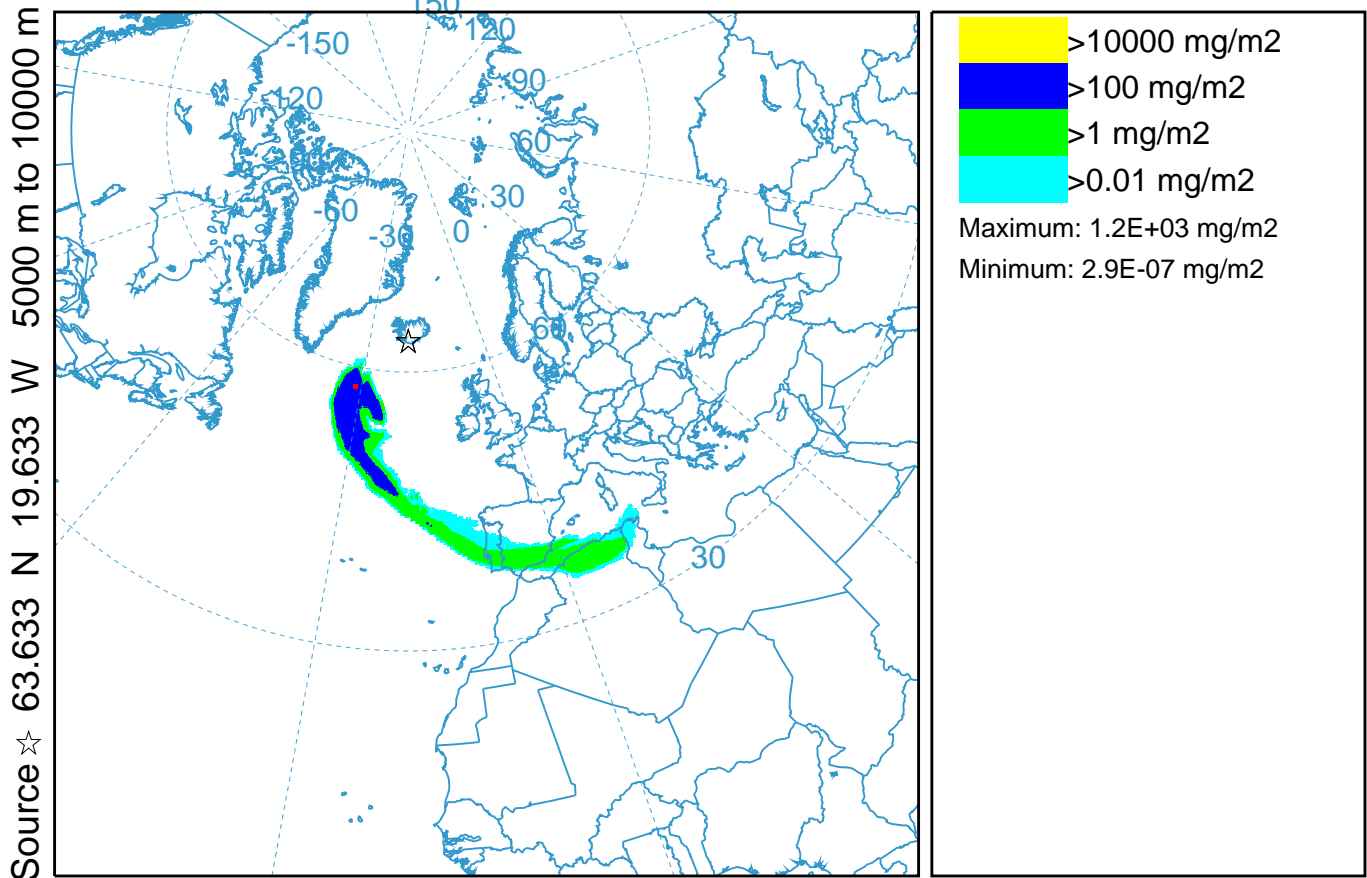 Source ☆ 63.633 N 19.633 W 5000 m to 10000 m
150
-150
120
-120
90
60
-60
30
-30
0
60
30
>10000 mg/m2
>100 mg/m2
>1 mg/m2
>0.01 mg/m2
Maximum: 1.2E+03 mg/m2
Minimum: 2.9E-07 mg/m2